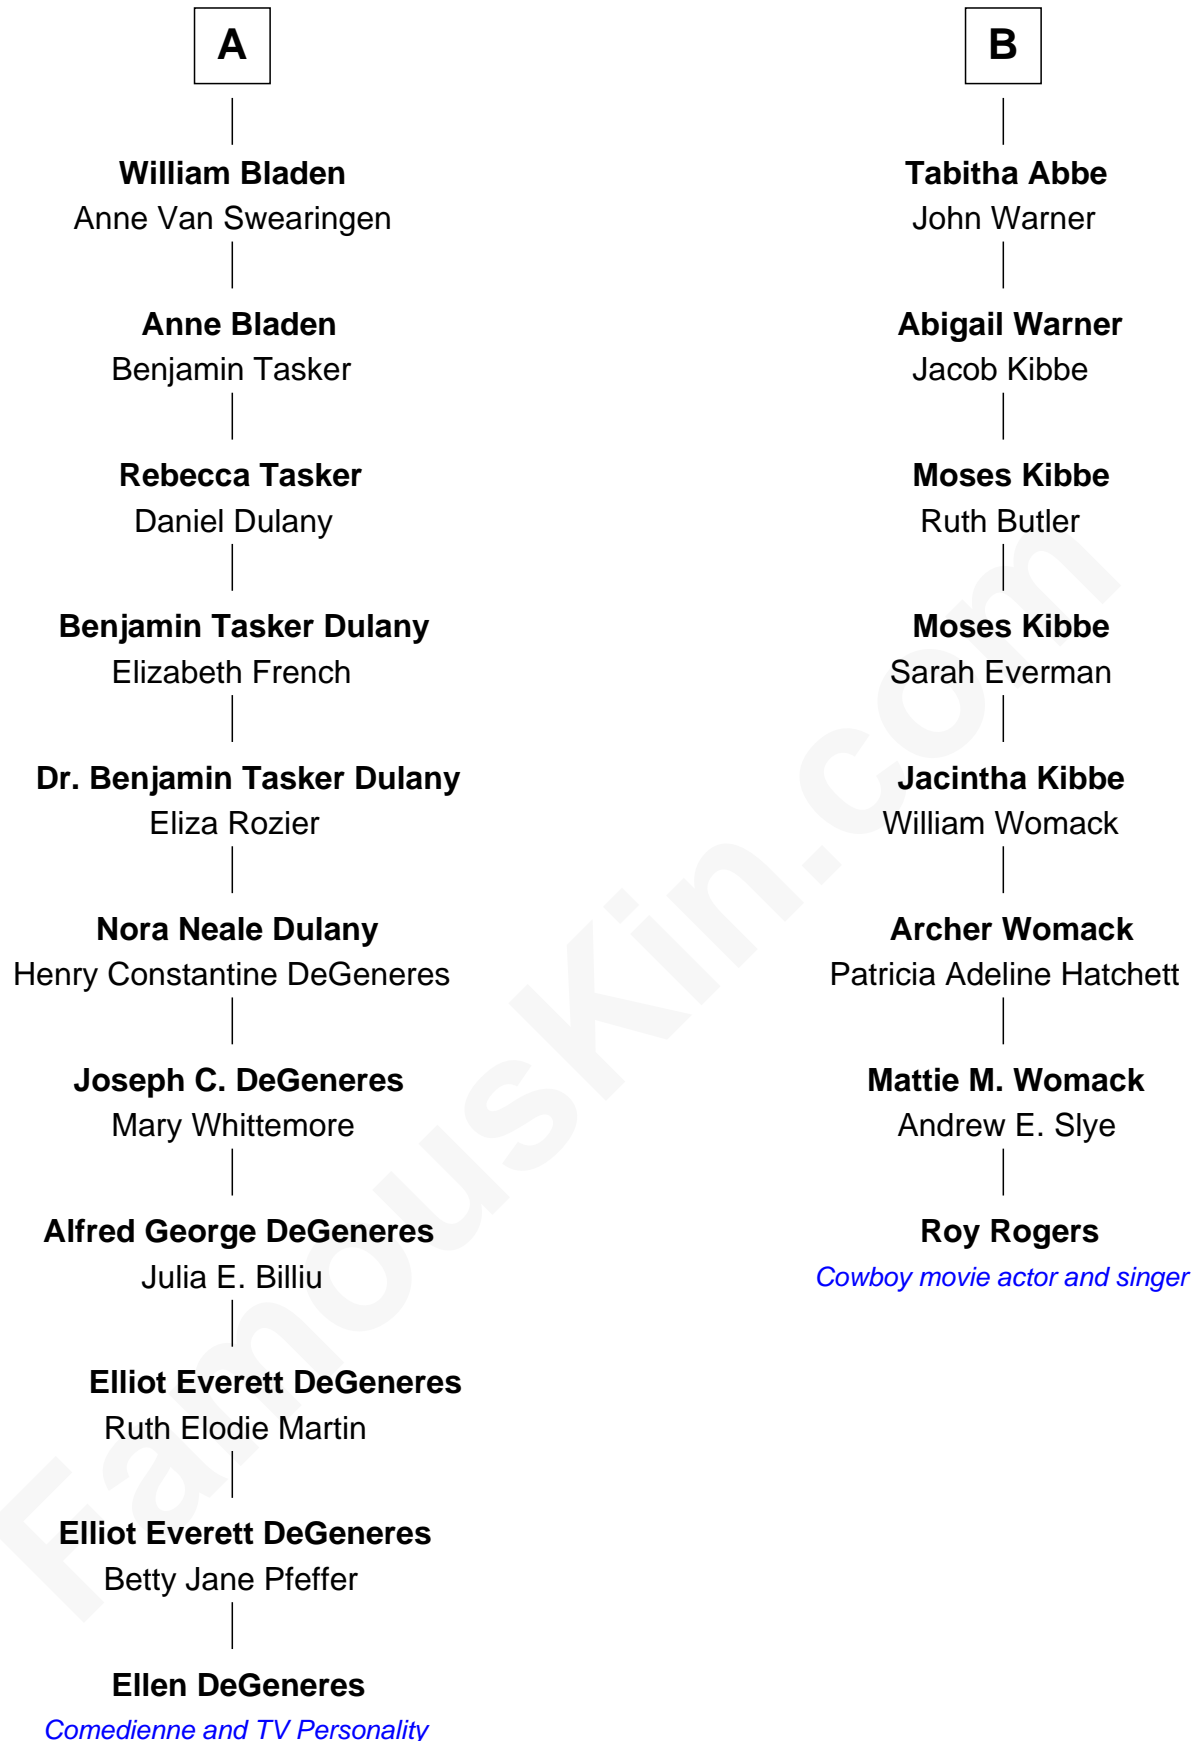 A
William Bladen
Anne Van Swearingen
Anne Bladen
Benjamin Tasker
Rebecca Tasker
Daniel Dulany
Benjamin Tasker Dulany
Elizabeth French
Dr. Benjamin Tasker Dulany
Eliza Rozier
Nora Neale Dulany
Henry Constantine DeGeneres
Joseph C. DeGeneres
Mary Whittemore
Alfred George DeGeneres
Julia E. Billiu
Elliot Everett DeGeneres
Ruth Elodie Martin
Elliot Everett DeGeneres
Betty Jane Pfeffer
Ellen DeGeneres
Comedienne and TV Personality
B
Tabitha Abbe
John Warner
Abigail Warner
Jacob Kibbe
Moses Kibbe
Ruth Butler
Moses Kibbe
Sarah Everman
Jacintha Kibbe
William Womack
Archer Womack
Patricia Adeline Hatchett
Mattie M. Womack
Andrew E. Slye
Roy Rogers
Cowboy movie actor and singer
FamousKin.com